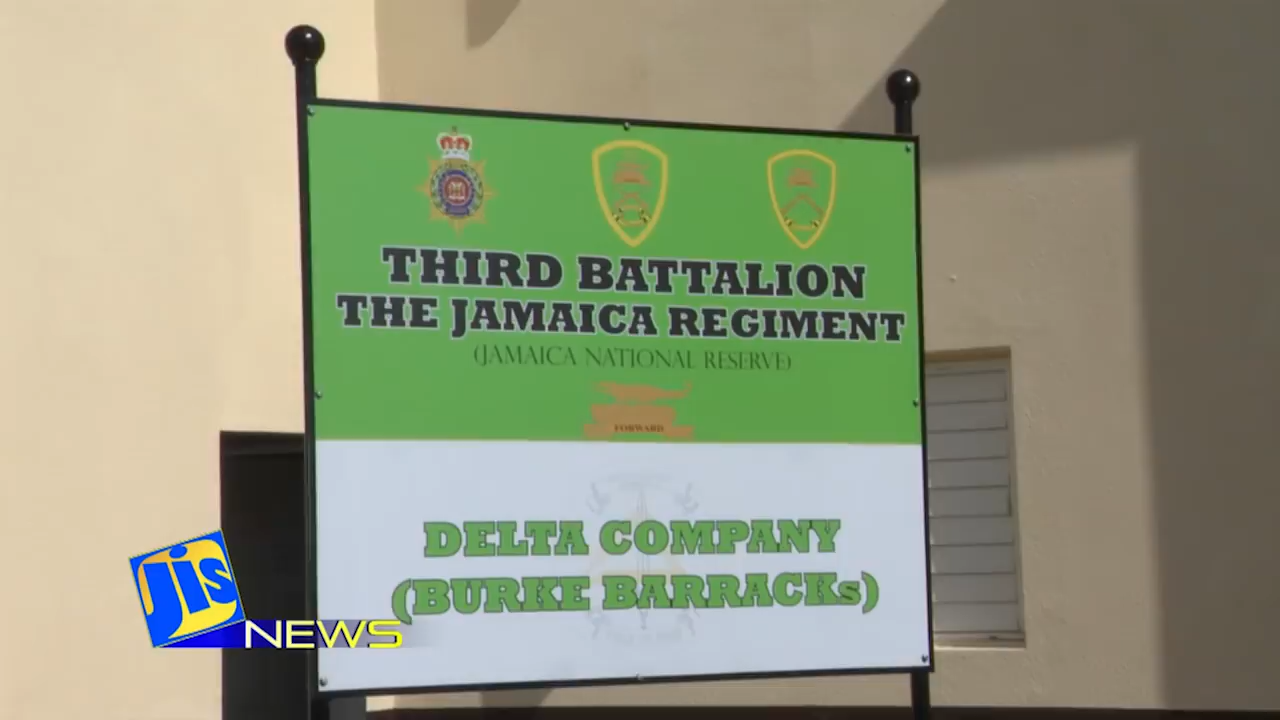 THIRD BATTALION
THE JAMAICA REGIMENT
(JAMAICA NATIONAL RESERVE)
FORWARD
DELTA COMPANY
(BURKE BARRACKs)
jis
NEWS